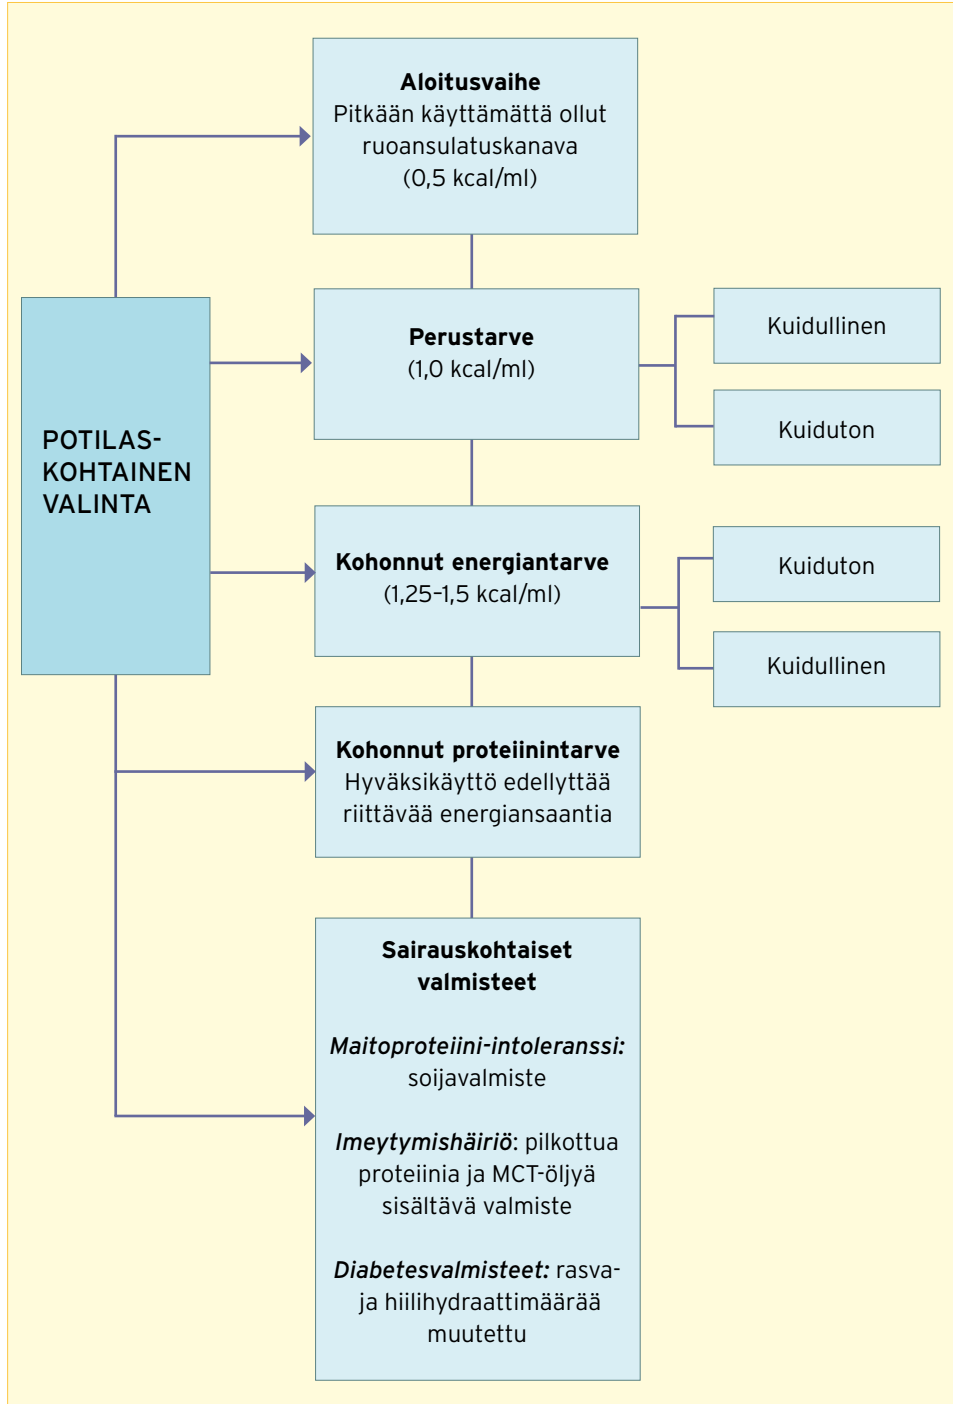 Aloitusvaihe
Pitkään käyttämättä ollut
ruoansulatuskanava
(0,5 kcal/ml)
POTILAS-
KOHTAINEN
VALINTA
Perustarve
(1,0 kcal/ml)
Kuidullinen
Kuiduton
Kohonnut energiantarve
(1,25–1,5 kcal/ml)
Kuiduton
Kuidullinen
Kohonnut proteiinintarve
Hyväksikäyttö edellyttää
riittävää energiansaantia
Sairauskohtaiset
valmisteet
Maitoproteiini-intoleranssi:
soijavalmiste
Imeytymishäiriö: pilkottua
proteiinia ja MCT-öljyä
sisältävä valmiste
Diabetesvalmisteet: rasva-
ja hiilihydraattimäärää
muutettu